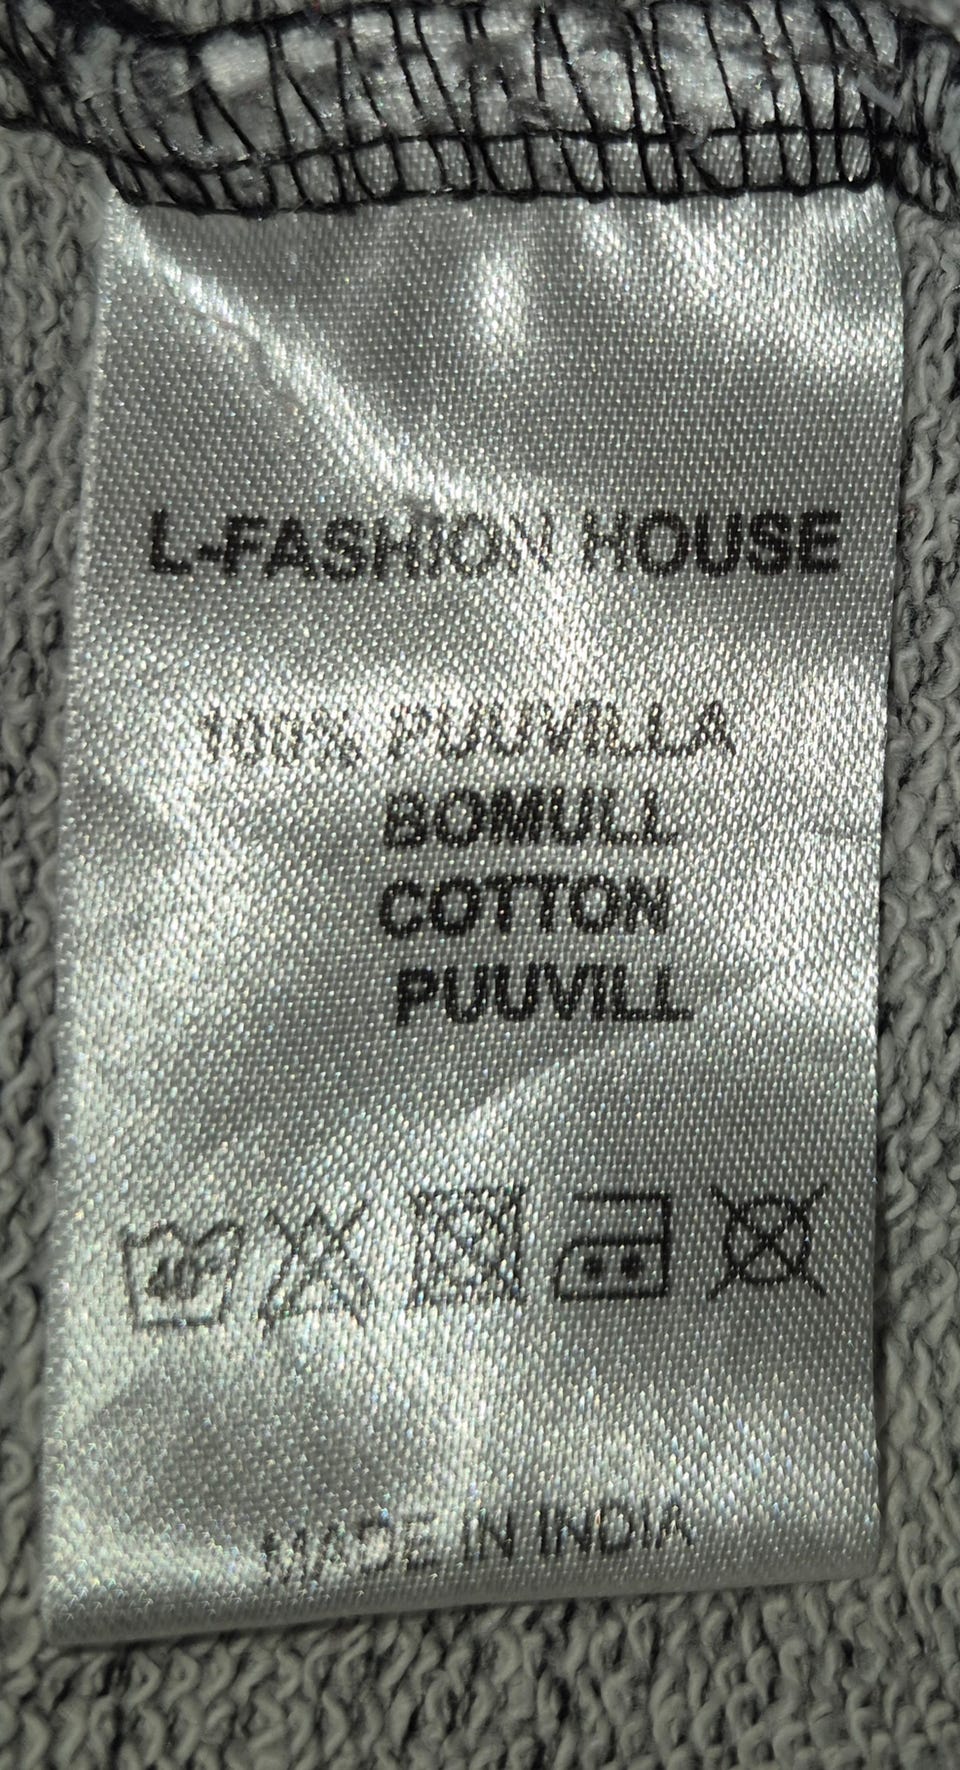 L-FASHION HOUSE
100% PUUVILLA
BOMULL
COTTON
PUUVILL
40°
MADE IN INDIA